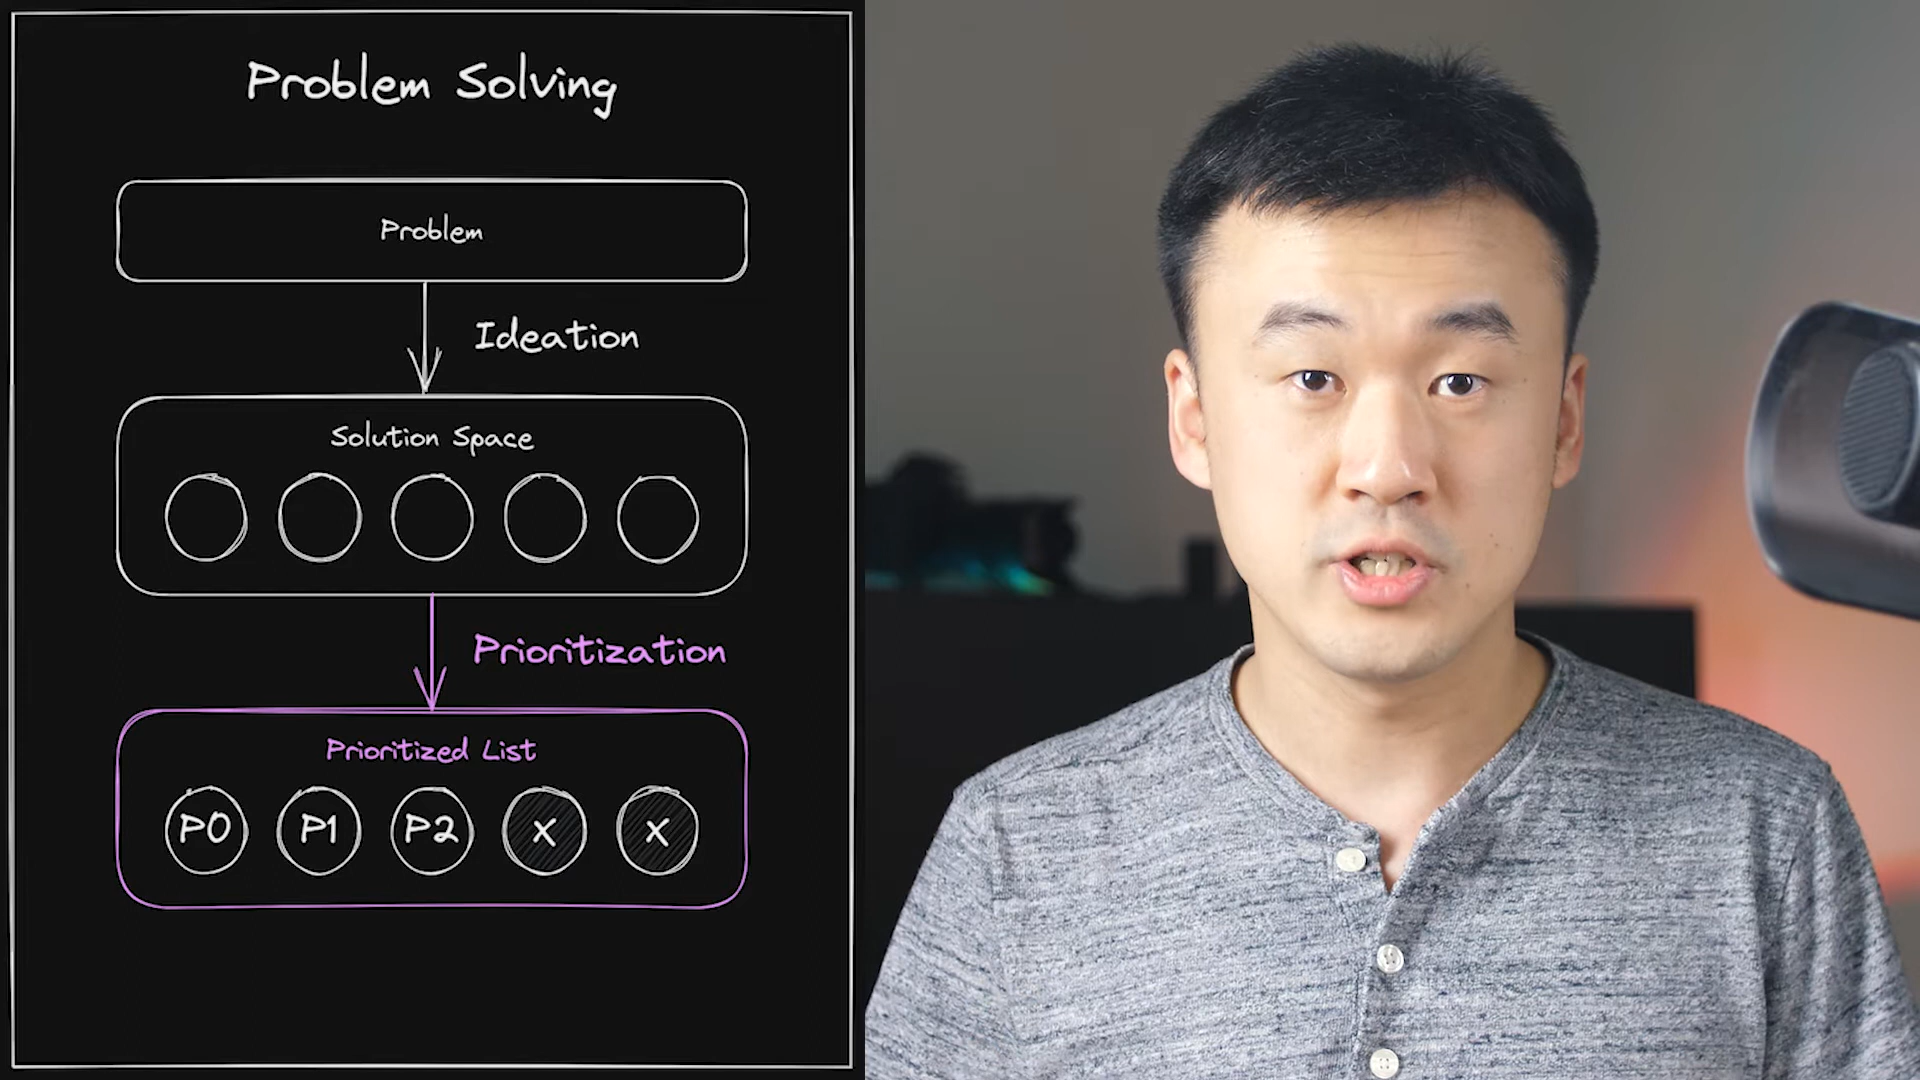 Problem Solving
Problem
Ideation
Solution Space
Prioritization
Prioritized List
P0 P1 P2 X X